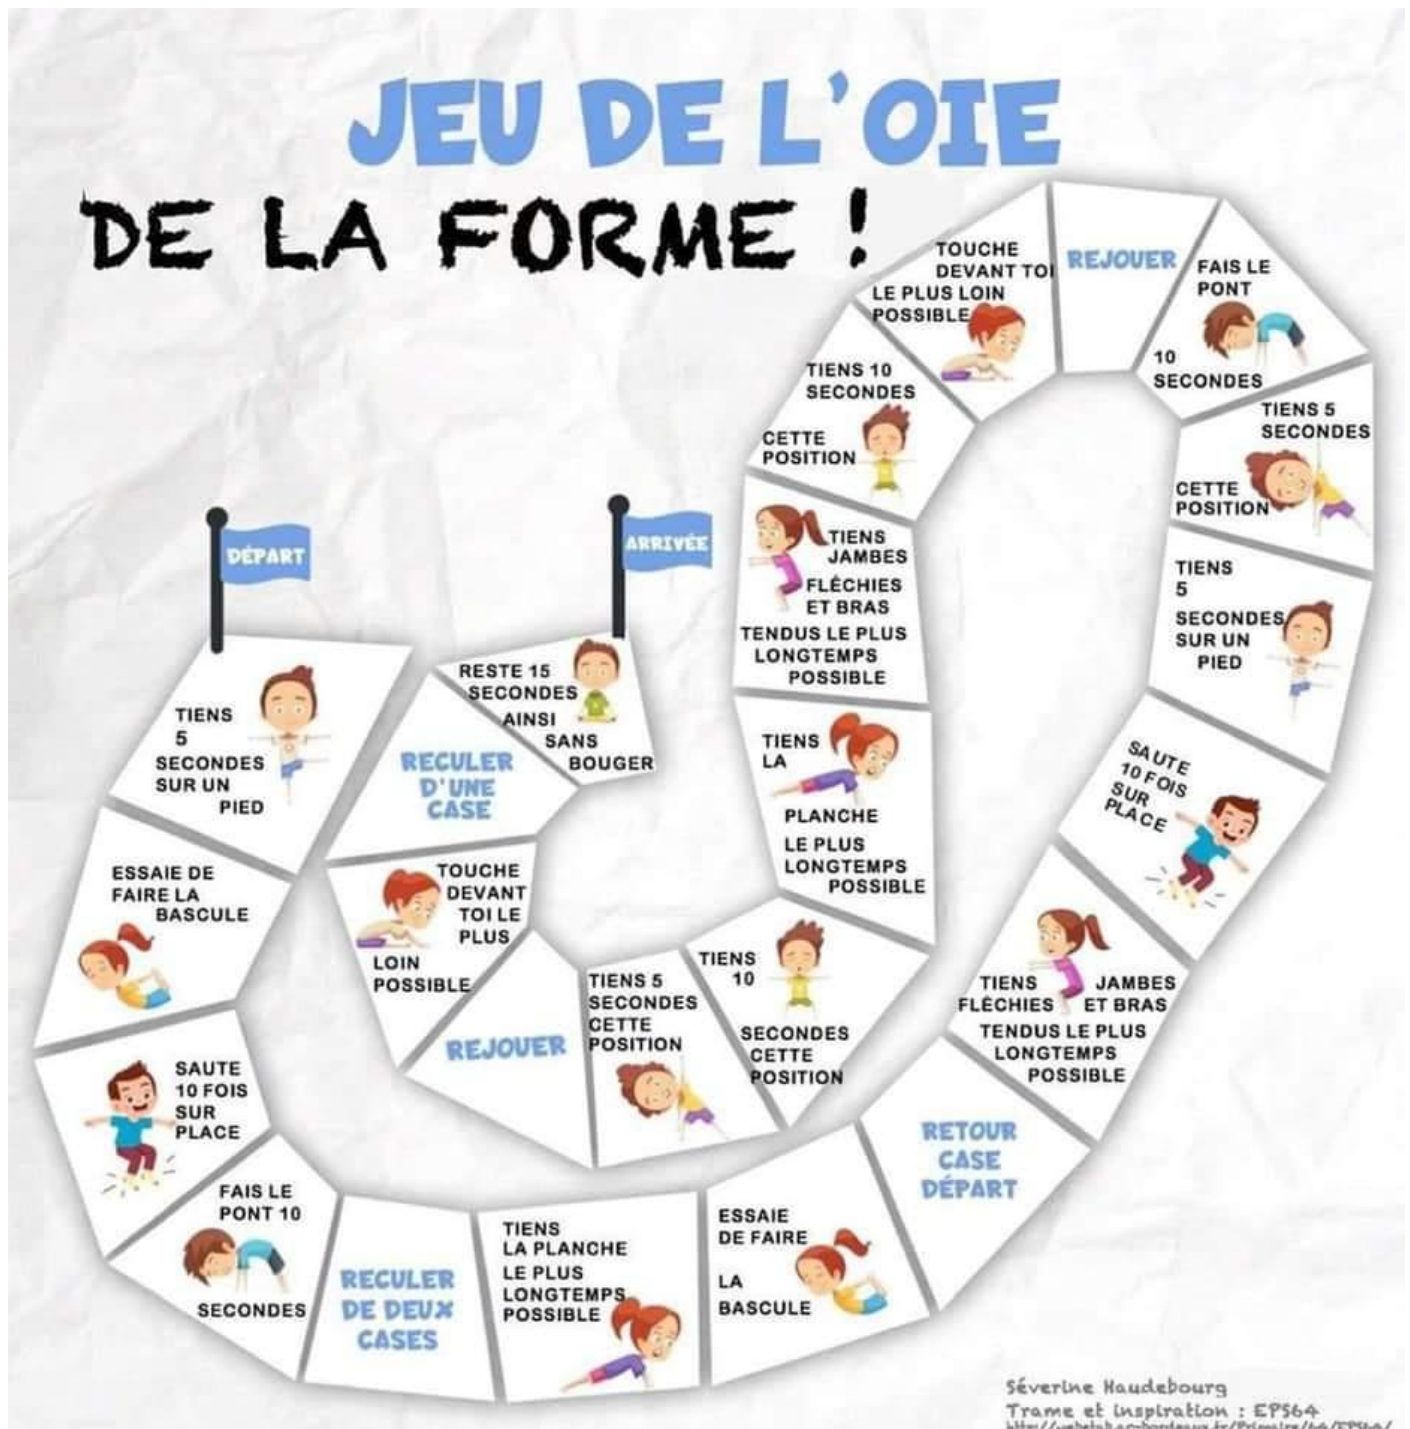 JEU DE L'OIE
DE LA FORME !
DÉPART
TIENS
5
SECONDES
SUR UN
PIED
ESSAIE DE
FAIRE LA
BASCULE
SAUTE
10 FOIS
SUR
PLACE
FAIS LE
PONT 10
SECONDES
RECULER
DE DEUX
CASES
TIENS
LA PLANCHE
LE PLUS
LONGTEMPS
POSSIBLE
ESSAIE
DE FAIRE
LA
BASCULE
RETOUR
CASE
DÉPART
TIENS JAMBES
FLÉCHIES ET BRAS
TENDUS LE PLUS
LONGTEMPS
POSSIBLE
SAUTE
10 FOIS
SUR
PLACE
TIENS
5
SECONDES
SUR UN
PIED
TIENS 5
SECONDES
CETTE
POSITION
FAIS LE
PONT
10
SECONDES
REJOUER
TOUCHE
DEVANT TOI
LE PLUS LOIN
POSSIBLE
TIENS 10
SECONDES
CETTE
POSITION
TIENS
JAMBES
FLÉCHIES
ET BRAS
TENDUS LE PLUS
LONGTEMPS
POSSIBLE
TIENS
LA
PLANCHE
LE PLUS
LONGTEMPS
POSSIBLE
TIENS
10
SECONDES
CETTE
POSITION
TIENS 5
SECONDES
CETTE
POSITION
REJOUER
TOUCHE
DEVANT
TOI LE
PLUS
LOIN
POSSIBLE
RECULER
D'UNE
CASE
RESTE 15
SECONDES
AINSI
SANS
BOUGER
ARRIVÉE
Séverine Haudebourg
Trame et inspiration : EPS64